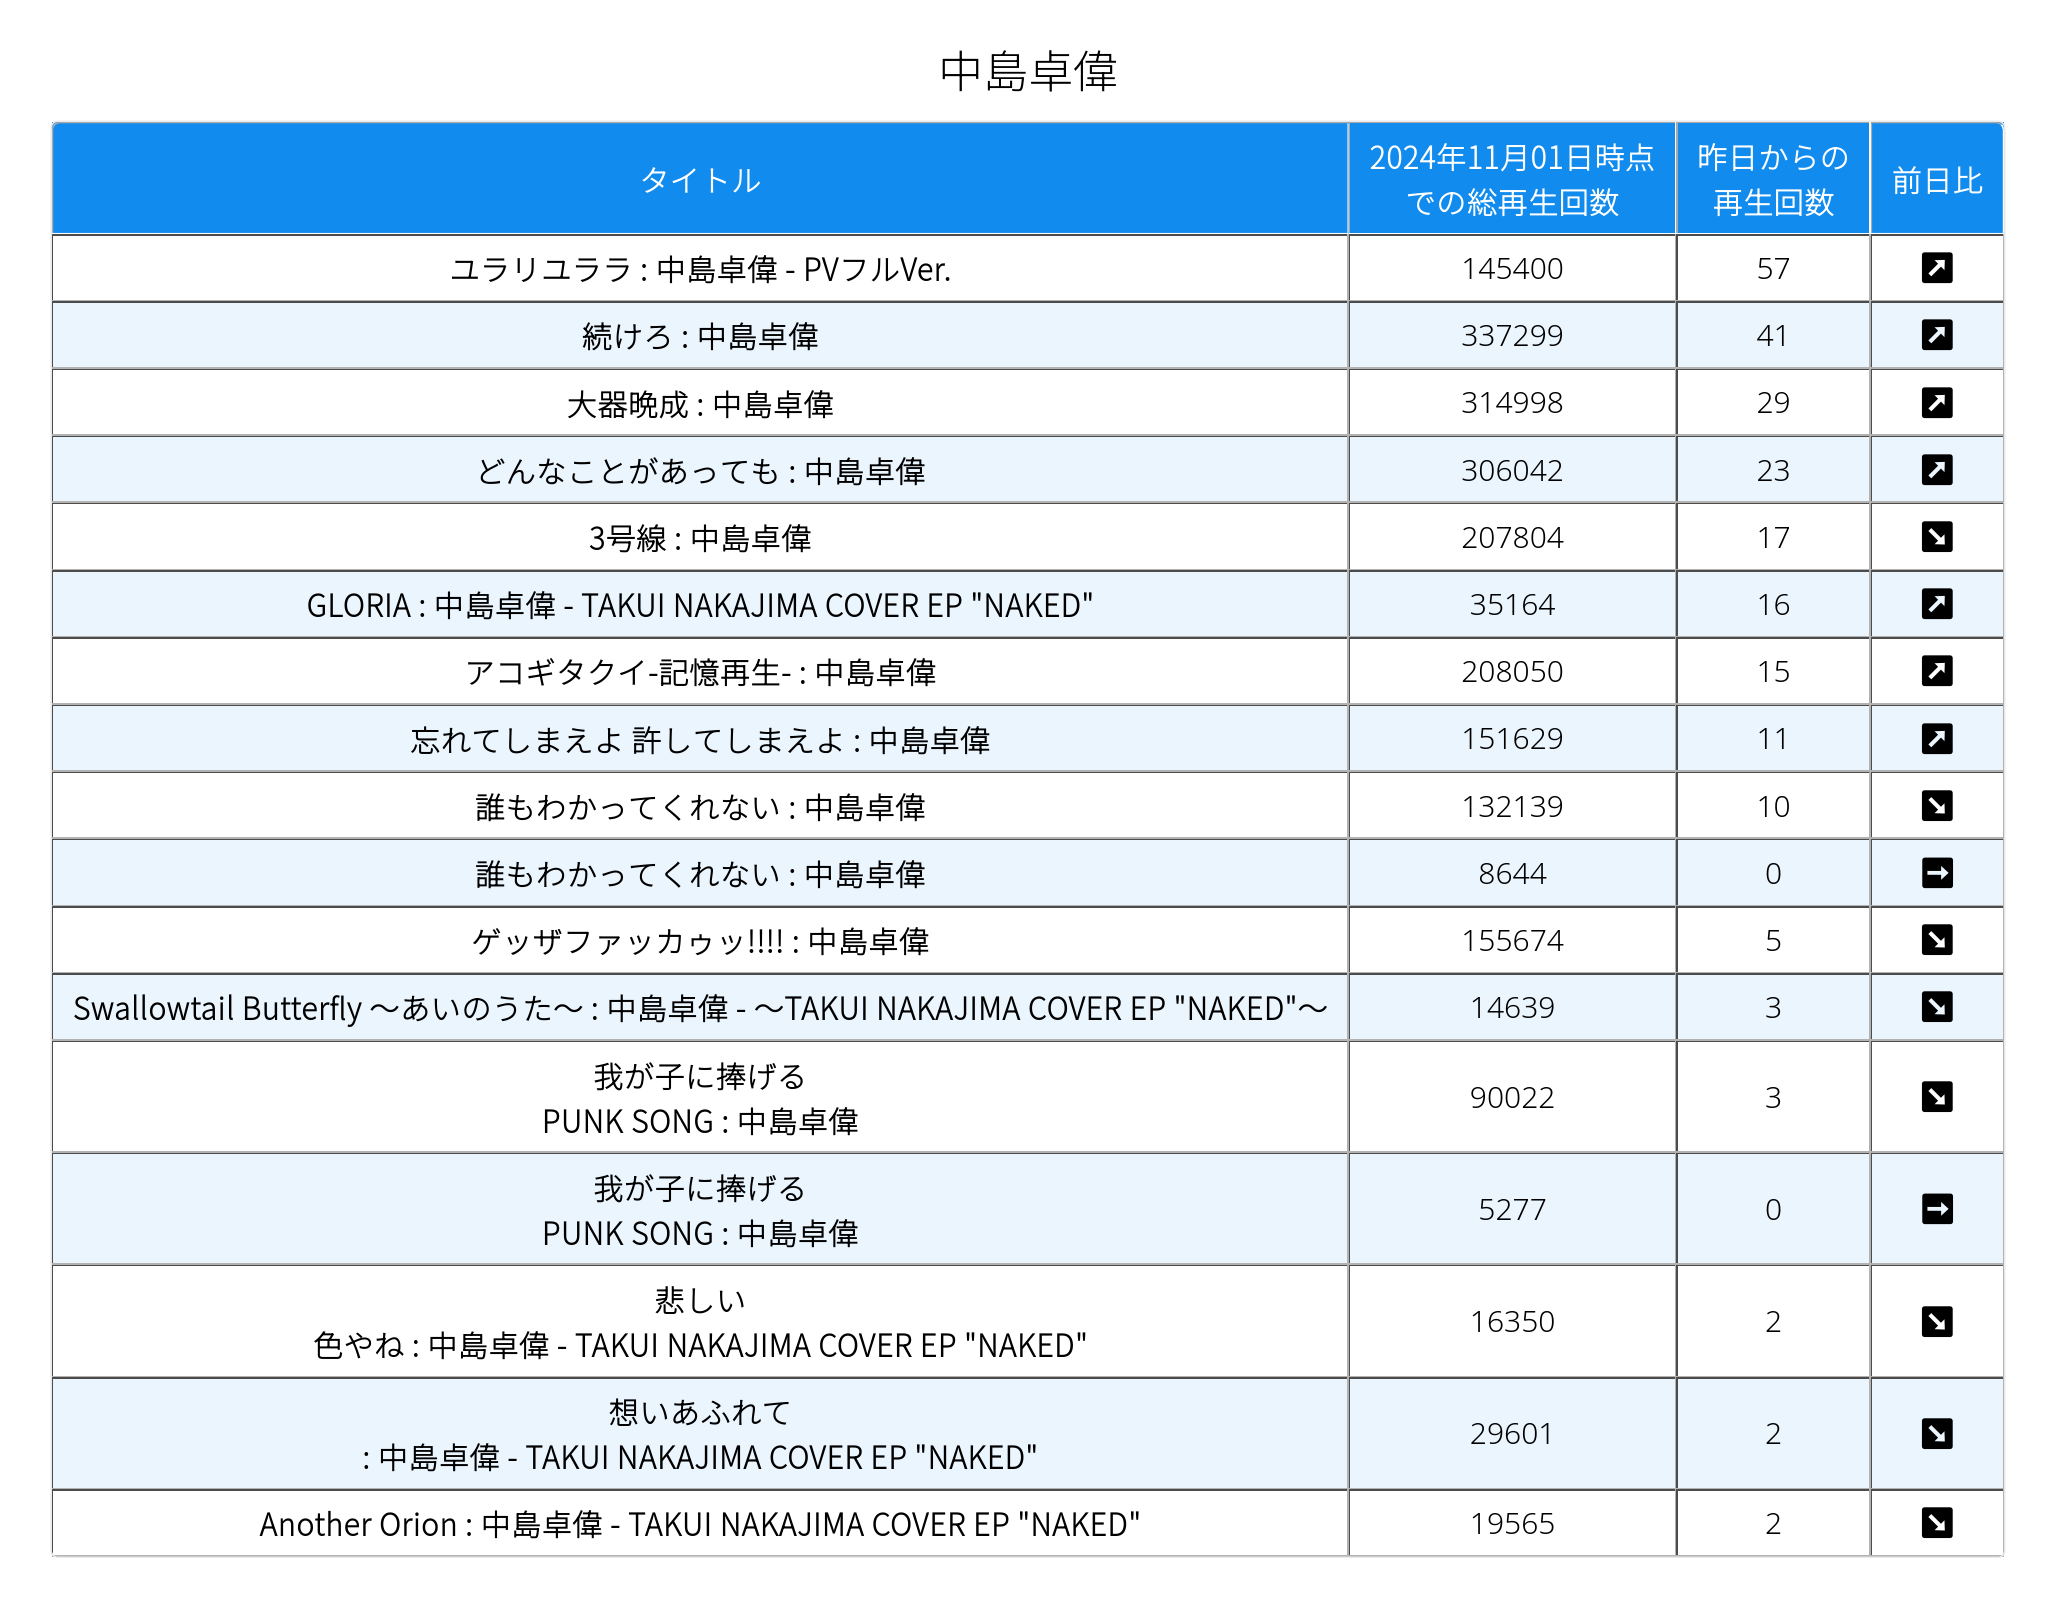 中島卓偉
タイトル
2024年11月01日時点
での総再生回数
昨日からの
再生回数
前日比
ユラリユララ : 中島卓偉 - PVフルVer.
145400
57
続けろ : 中島卓偉
337299
41
大器晩成 : 中島卓偉
314998
29
どんなことがあっても : 中島卓偉
306042
23
3号線 : 中島卓偉
207804
17
GLORIA : 中島卓偉 - TAKUI NAKAJIMA COVER EP "NAKED"
35164
16
アコギタクイ-記憶再生- : 中島卓偉
208050
15
忘れてしまえよ 許してしまえよ : 中島卓偉
151629
11
誰もわかってくれない : 中島卓偉
132139
10
誰もわかってくれない : 中島卓偉
8644
0
ゲッザファッカゥッ!!!! : 中島卓偉
155674
5
Swallowtail Butterfly 〜あいのうた〜 : 中島卓偉 - 〜TAKUI NAKAJIMA COVER EP "NAKED"〜
14639
3
我が子に捧げる
PUNK SONG : 中島卓偉
90022
3
我が子に捧げる
PUNK SONG : 中島卓偉
5277
0
悲しい
色やね : 中島卓偉 - TAKUI NAKAJIMA COVER EP "NAKED"
16350
2
想いあふれて
: 中島卓偉 - TAKUI NAKAJIMA COVER EP "NAKED"
29601
2
Another Orion : 中島卓偉 - TAKUI NAKAJIMA COVER EP "NAKED"
19565
2